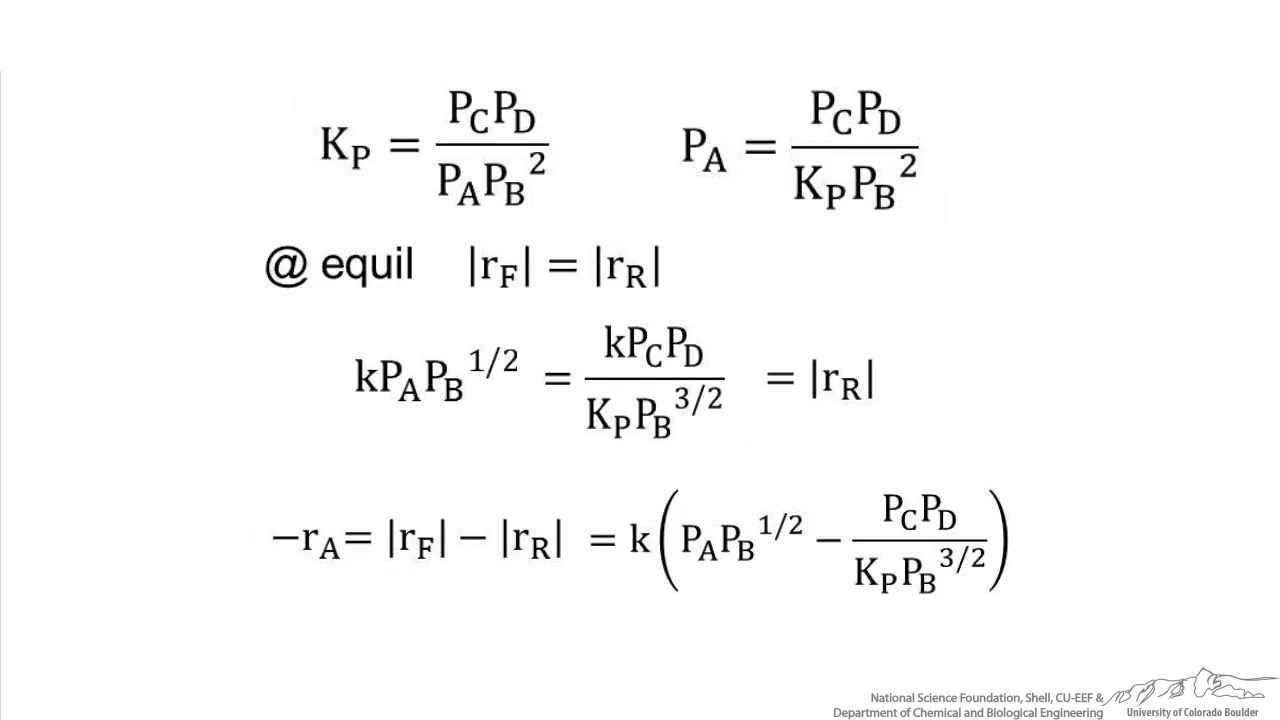 K_P = P_C P_D / (P_A P_B^2)    P_A = P_C P_D / (K_P P_B^2)
@ equil |r_F| = |r_R|
kP_A P_B^{1/2} = kP_C P_D / (K_P P_B^{3/2}) = |r_R|
−r_A = |r_F| − |r_R| = k(P_A P_B^{1/2} − P_C P_D / (K_P P_B^{3/2}))
National Science Foundation, Shell, CU-EEF &
Department of Chemical and Biological Engineering
University of Colorado Boulder